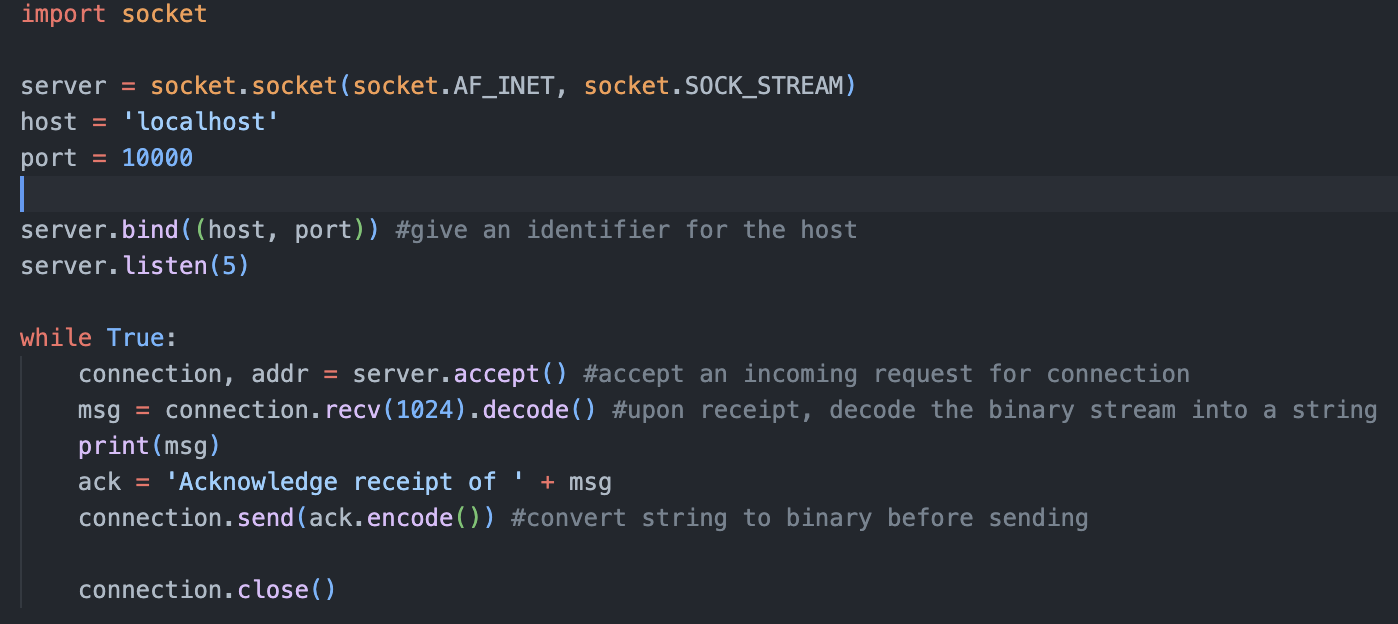 import socket
server = socket.socket(socket.AF_INET, socket.SOCK_STREAM)
host = 'localhost'
port = 10000
server.bind((host, port)) #give an identifier for the host
server.listen(5)
while True:
    connection, addr = server.accept() #accept an incoming request for connection
    msg = connection.recv(1024).decode() #upon receipt, decode the binary stream into a string
    print(msg)
    ack = 'Acknowledge receipt of ' + msg
    connection.send(ack.encode()) #convert string to binary before sending
    connection.close()